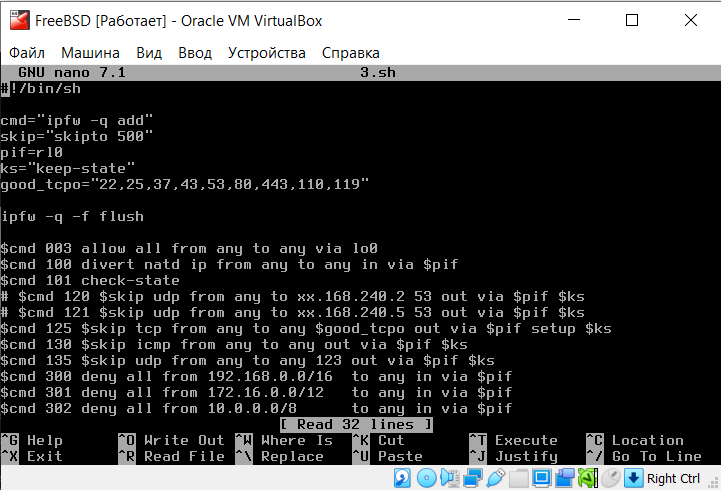 FreeBSD [Работает] - Oracle VM VirtualBox
Файл Машина Вид Ввод Устройства Справка
GNU nano 7.1 3.sh
#!/bin/sh
cmd="ipfw -q add"
skip="skipto 500"
pif=rl0
ks="keep-state"
good_tcpo="22,25,37,43,53,80,443,110,119"
ipfw -q -f flush
$cmd 003 allow all from any to any via lo0
$cmd 100 divert natd ip from any to any in via $pif
$cmd 101 check-state
# $cmd 120 $skip udp from any to xx.168.240.2 53 out via $pif $ks
# $cmd 121 $skip udp from any to xx.168.240.5 53 out via $pif $ks
$cmd 125 $skip tcp from any to any $good_tcpo out via $pif setup $ks
$cmd 130 $skip icmp from any to any out via $pif $ks
$cmd 135 $skip udp from any to any 123 out via $pif $ks
$cmd 300 deny all from 192.168.0.0/16  to any in via $pif
$cmd 301 deny all from 172.16.0.0/12   to any in via $pif
$cmd 302 deny all from 10.0.0.0/8      to any in via $pif
[ Read 32 lines ]
^G Help ^O Write Out ^W Where Is ^K Cut ^T Execute ^C Location
^X Exit ^R Read File ^\ Replace ^U Paste ^J Justify ^/ Go To Line
Right Ctrl